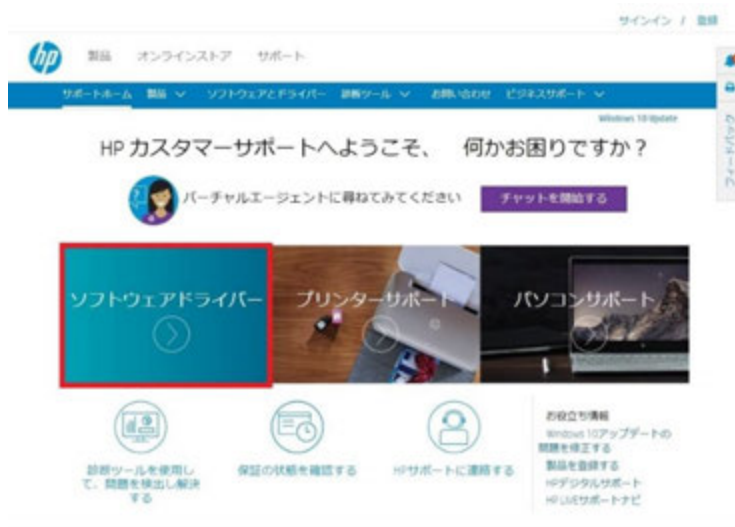 サインイン / 登録
hp 製品 オンラインストア サポート
サポートホーム 製品 ソフトウェアとドライバー 診断ツール お問い合わせ ビジネスサポート
Windows 10 Update
フィードバック
HP カスタマーサポートへようこそ、 何かお困りですか？
バーチャルエージェントに尋ねてみてください チャットを開始する
ソフトウェアドライバー プリンターサポート パソコンサポート
診断ツールを使用し
て、問題を検出し解決
する
保証の状態を確認する
HPサポートに連絡する
お役立ち情報
Windows 10アップデートの
問題を修正する
製品を登録する
HPデジタルサポート
HP LIVEサポートナビ